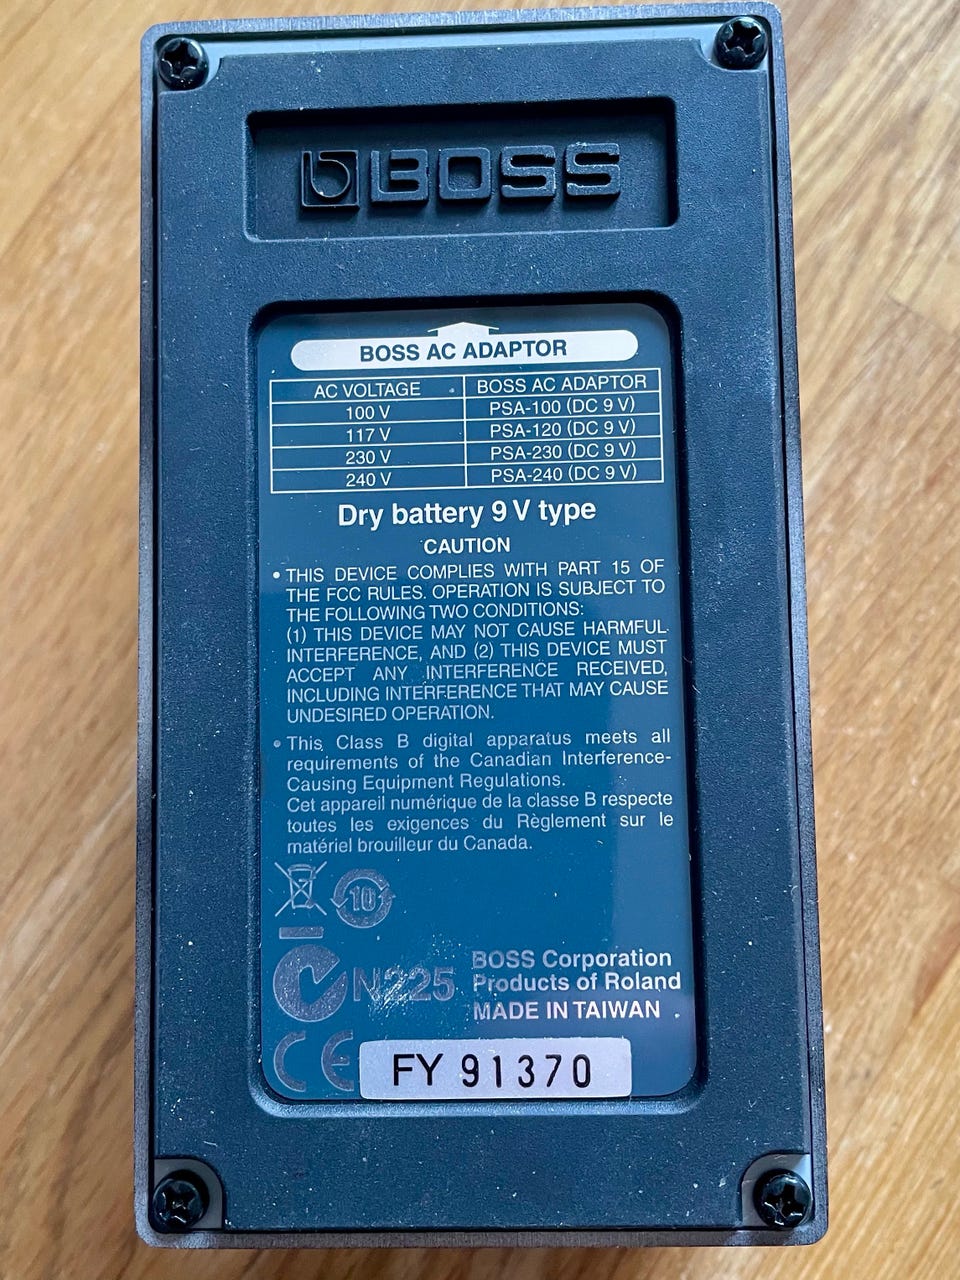 BOSS
BOSS AC ADAPTOR
AC VOLTAGE BOSS AC ADAPTOR
100 V PSA-100 (DC 9 V)
117 V PSA-120 (DC 9 V)
230 V PSA-230 (DC 9 V)
240 V PSA-240 (DC 9 V)
Dry battery 9 V type
CAUTION
• THIS DEVICE COMPLIES WITH PART 15 OF
THE FCC RULES. OPERATION IS SUBJECT TO
THE FOLLOWING TWO CONDITIONS:
(1) THIS DEVICE MAY NOT CAUSE HARMFUL
INTERFERENCE, AND (2) THIS DEVICE MUST
ACCEPT ANY INTERFERENCE RECEIVED,
INCLUDING INTERFERENCE THAT MAY CAUSE
UNDESIRED OPERATION.
• This Class B digital apparatus meets all
requirements of the Canadian Interference-
Causing Equipment Regulations.
Cet appareil numérique de la classe B respecte
toutes les exigences du Règlement sur le
matériel brouilleur du Canada.
10
N225
BOSS Corporation
Products of Roland
MADE IN TAIWAN
CE
FY 91370